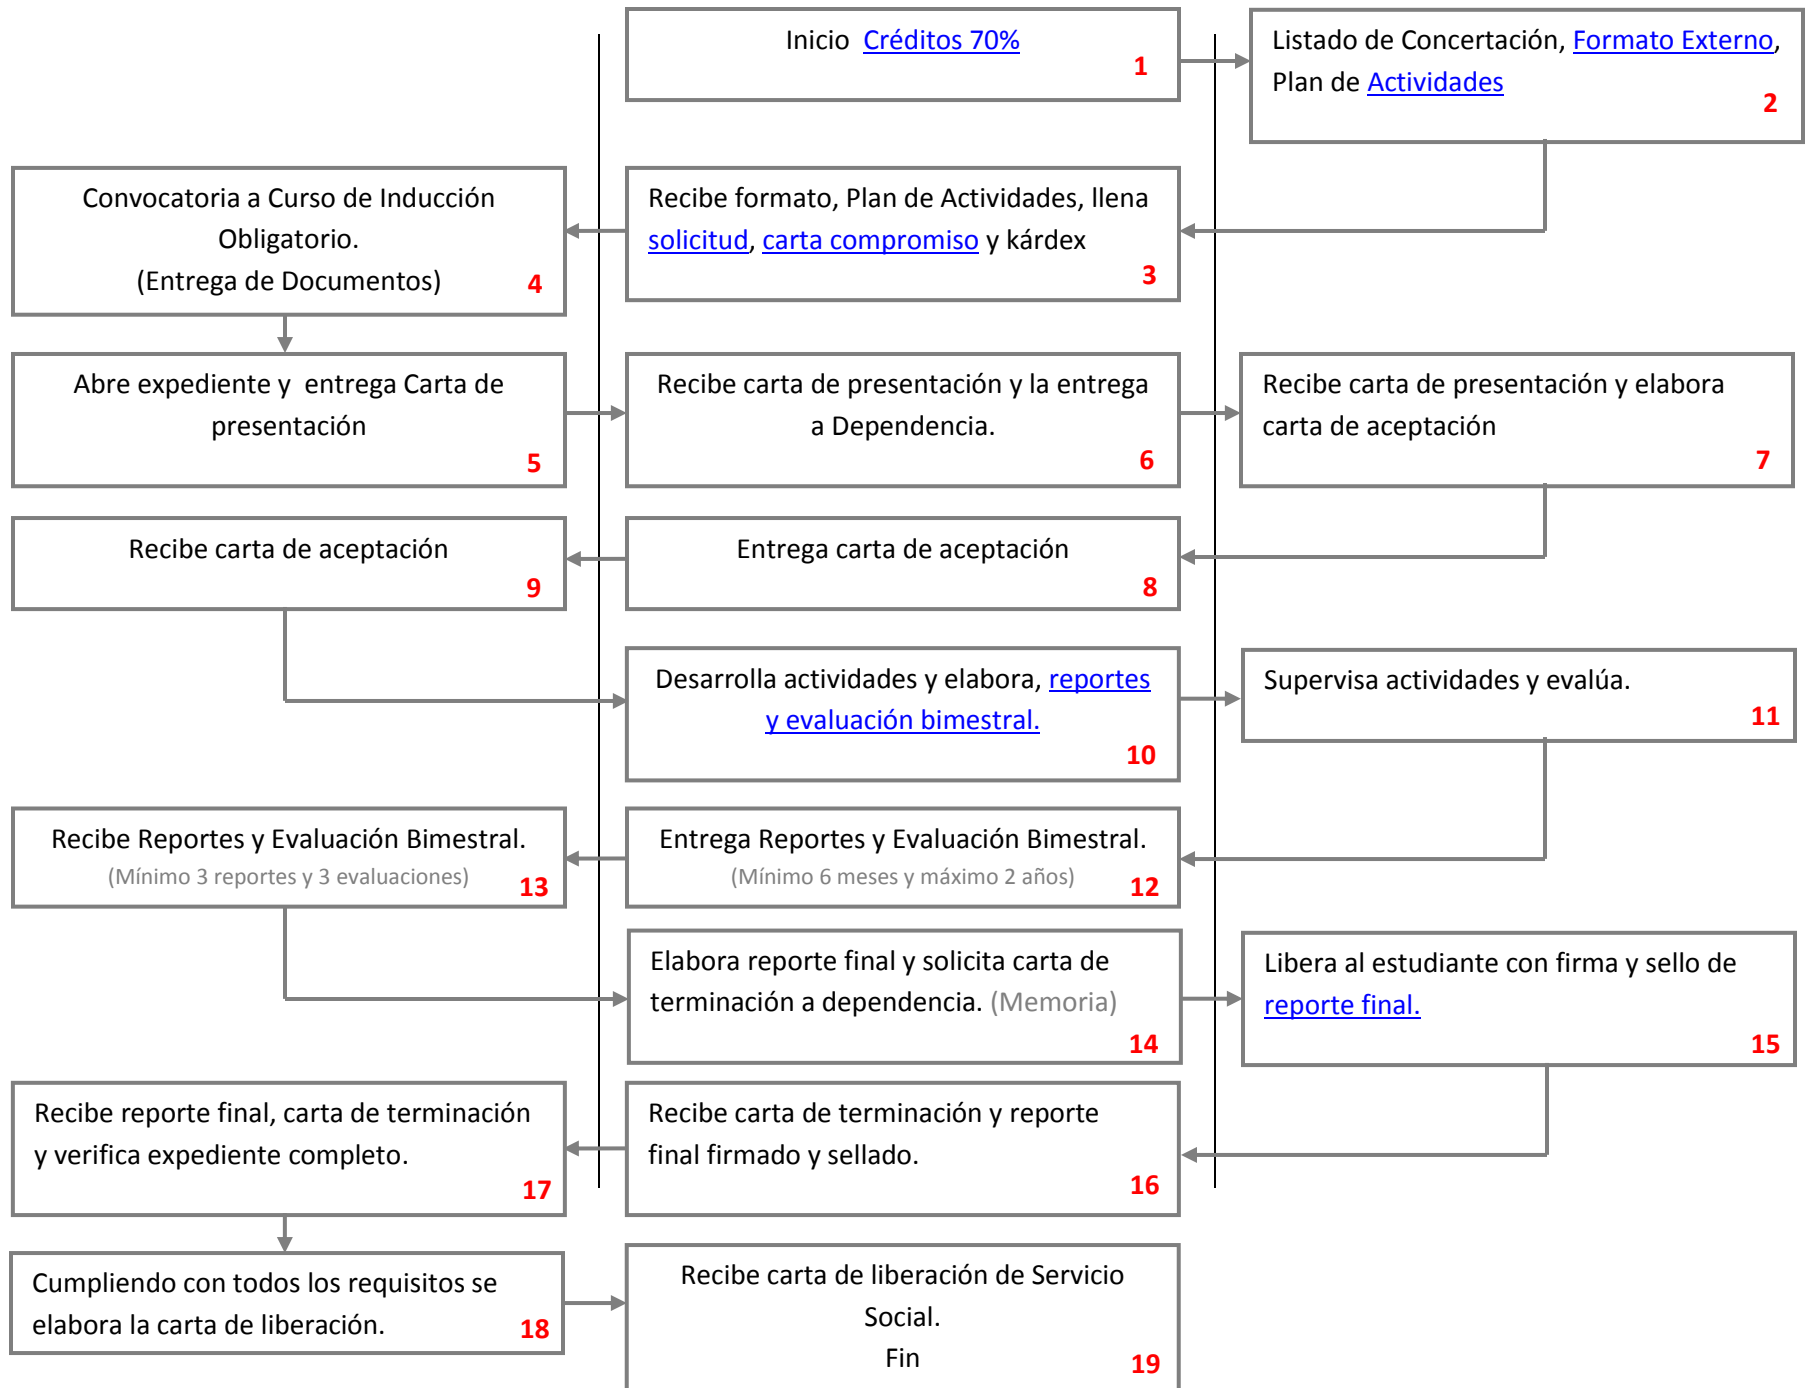 Inicio  Créditos 70%
1
Listado de Concertación, Formato Externo,
Plan de Actividades
2
Recibe formato, Plan de Actividades, llena
solicitud, carta compromiso y kárdex
3
Convocatoria a Curso de Inducción
Obligatorio.
(Entrega de Documentos)
4
Abre expediente y  entrega Carta de
presentación
5
Recibe carta de presentación y la entrega
a Dependencia.
6
Recibe carta de presentación y elabora
carta de aceptación
7
Entrega carta de aceptación
8
Recibe carta de aceptación
9
Desarrolla actividades y elabora, reportes
y evaluación bimestral.
10
Supervisa actividades y evalúa.
11
Entrega Reportes y Evaluación Bimestral.
(Mínimo 6 meses y máximo 2 años)
12
Recibe Reportes y Evaluación Bimestral.
(Mínimo 3 reportes y 3 evaluaciones)
13
Elabora reporte final y solicita carta de
terminación a dependencia. (Memoria)
14
Libera al estudiante con firma y sello de
reporte final.
15
Recibe carta de terminación y reporte
final firmado y sellado.
16
Recibe reporte final, carta de terminación
y verifica expediente completo.
17
Cumpliendo con todos los requisitos se
elabora la carta de liberación.
18
Recibe carta de liberación de Servicio
Social.
Fin
19